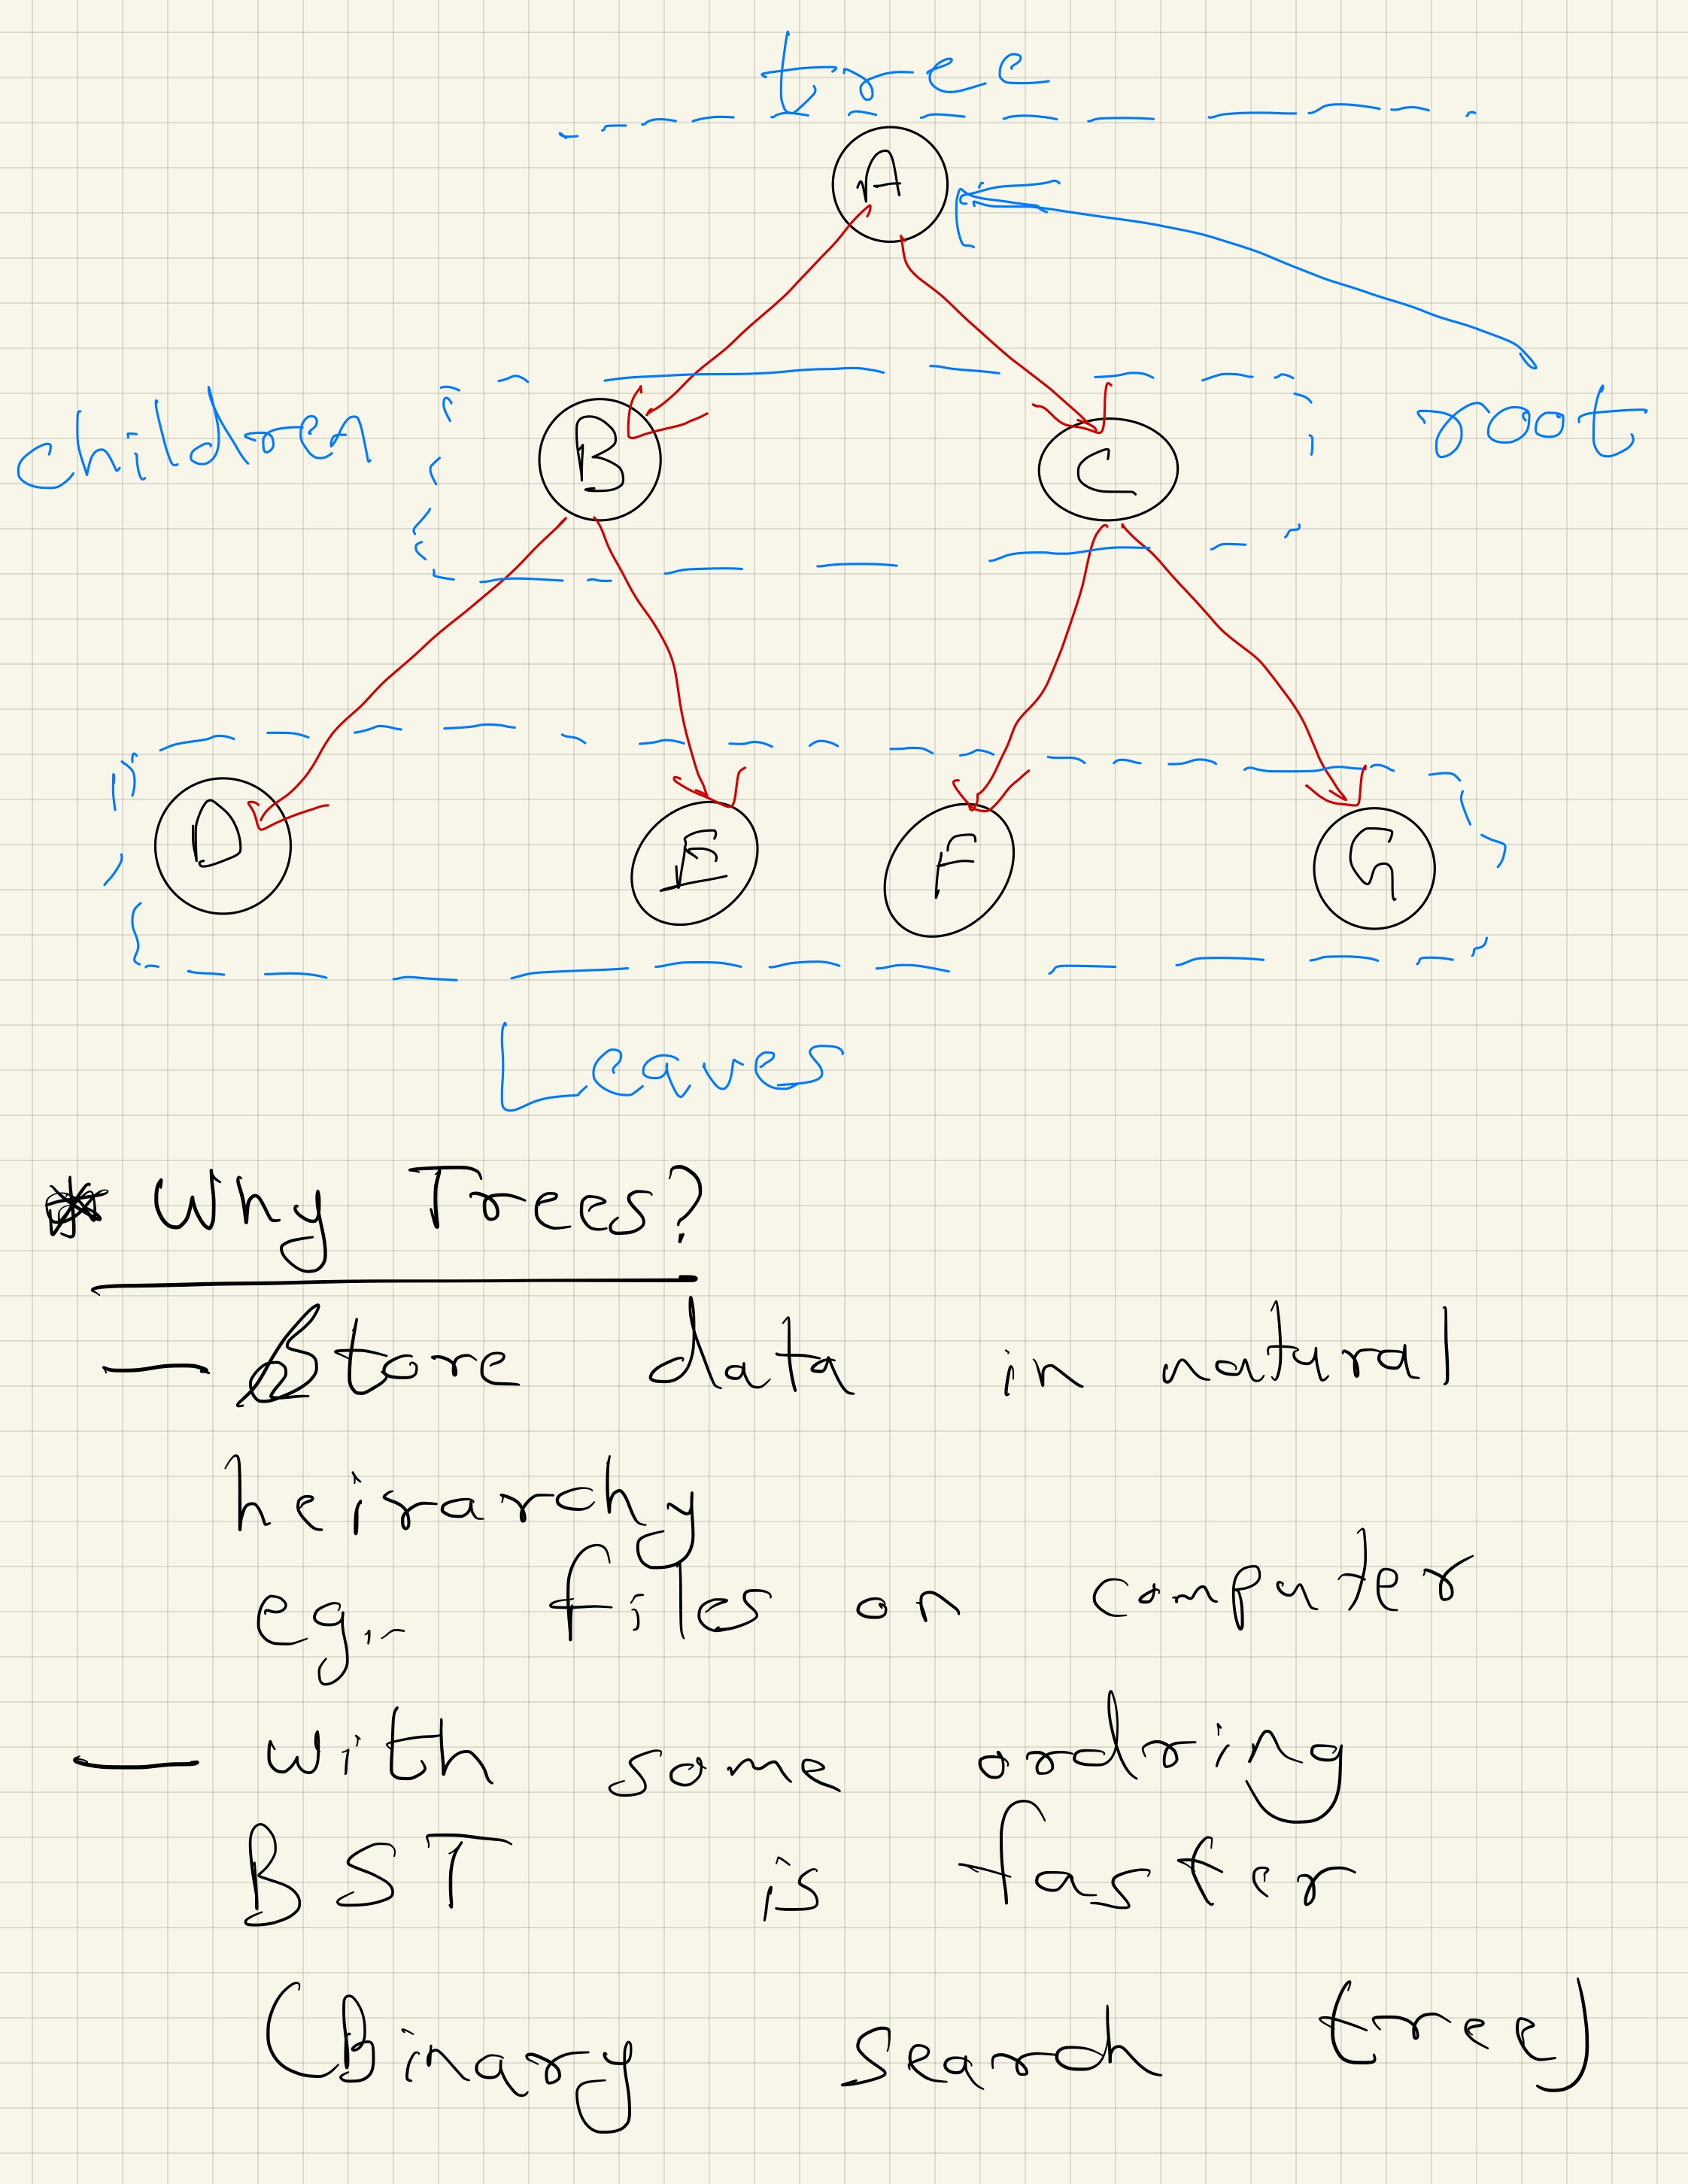 tree
A
children
B
C
root
D
E
F
G
Leaves
* Why Trees?
— Store data in natural
heirarchy
eg,- files on computer
— with some ordring
BST is faster
(Binary search tree)